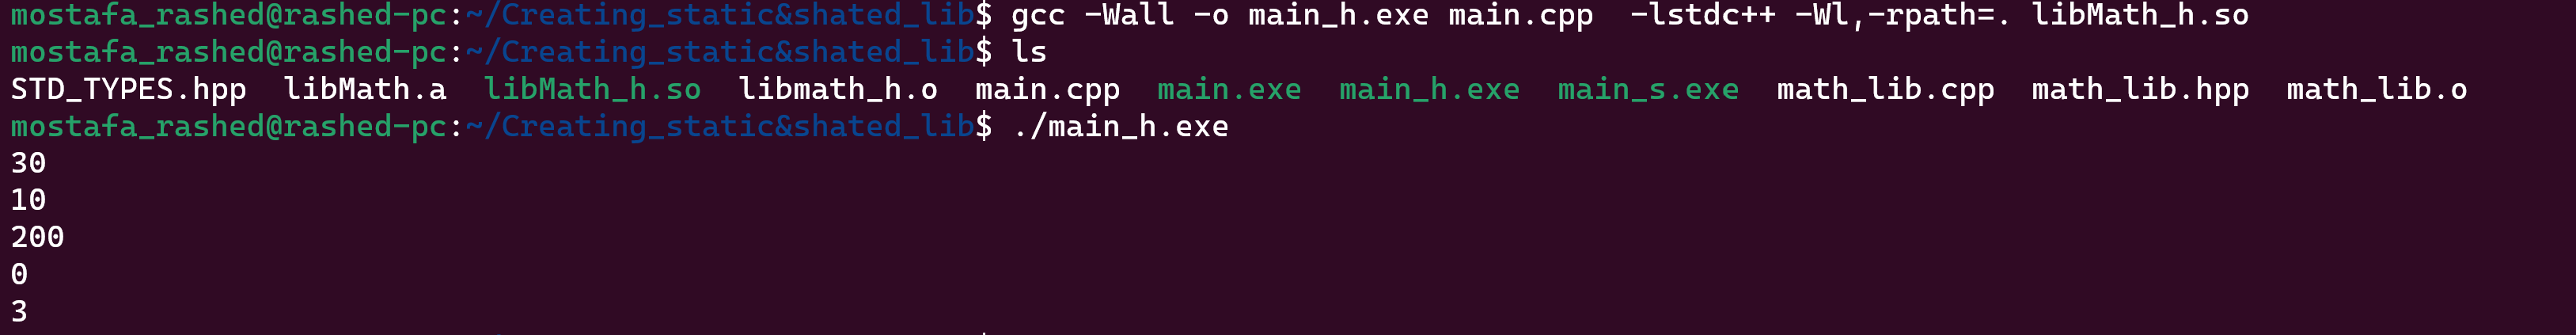 mostafa_rashed@rashed-pc:~/Creating_static&shated_lib$ gcc -Wall -o main_h.exe main.cpp  -lstdc++ -Wl,-rpath=. libMath_h.so
mostafa_rashed@rashed-pc:~/Creating_static&shated_lib$ ls
STD_TYPES.hpp  libMath.a  libMath_h.so  libmath_h.o  main.cpp  main.exe  main_h.exe  main_s.exe  math_lib.cpp  math_lib.hpp  math_lib.o
mostafa_rashed@rashed-pc:~/Creating_static&shated_lib$ ./main_h.exe
30
10
200
0
3